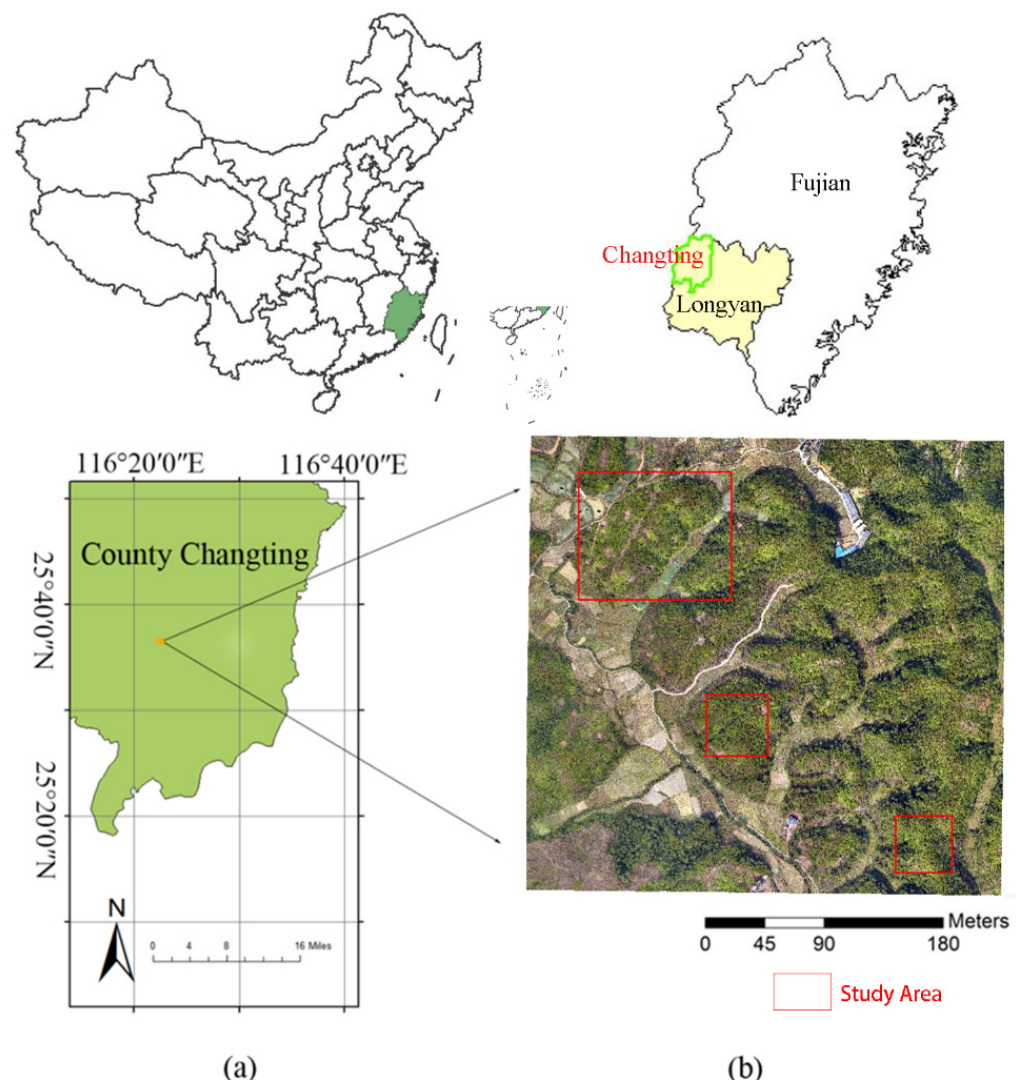 Fujian
Changting
Longyan
116°20′0″E
116°40′0″E
County Changting
25°40′0″N
25°20′0″N
N
0 4 8 16 Miles
Meters
0 45 90 180
Study Area
(a)
(b)